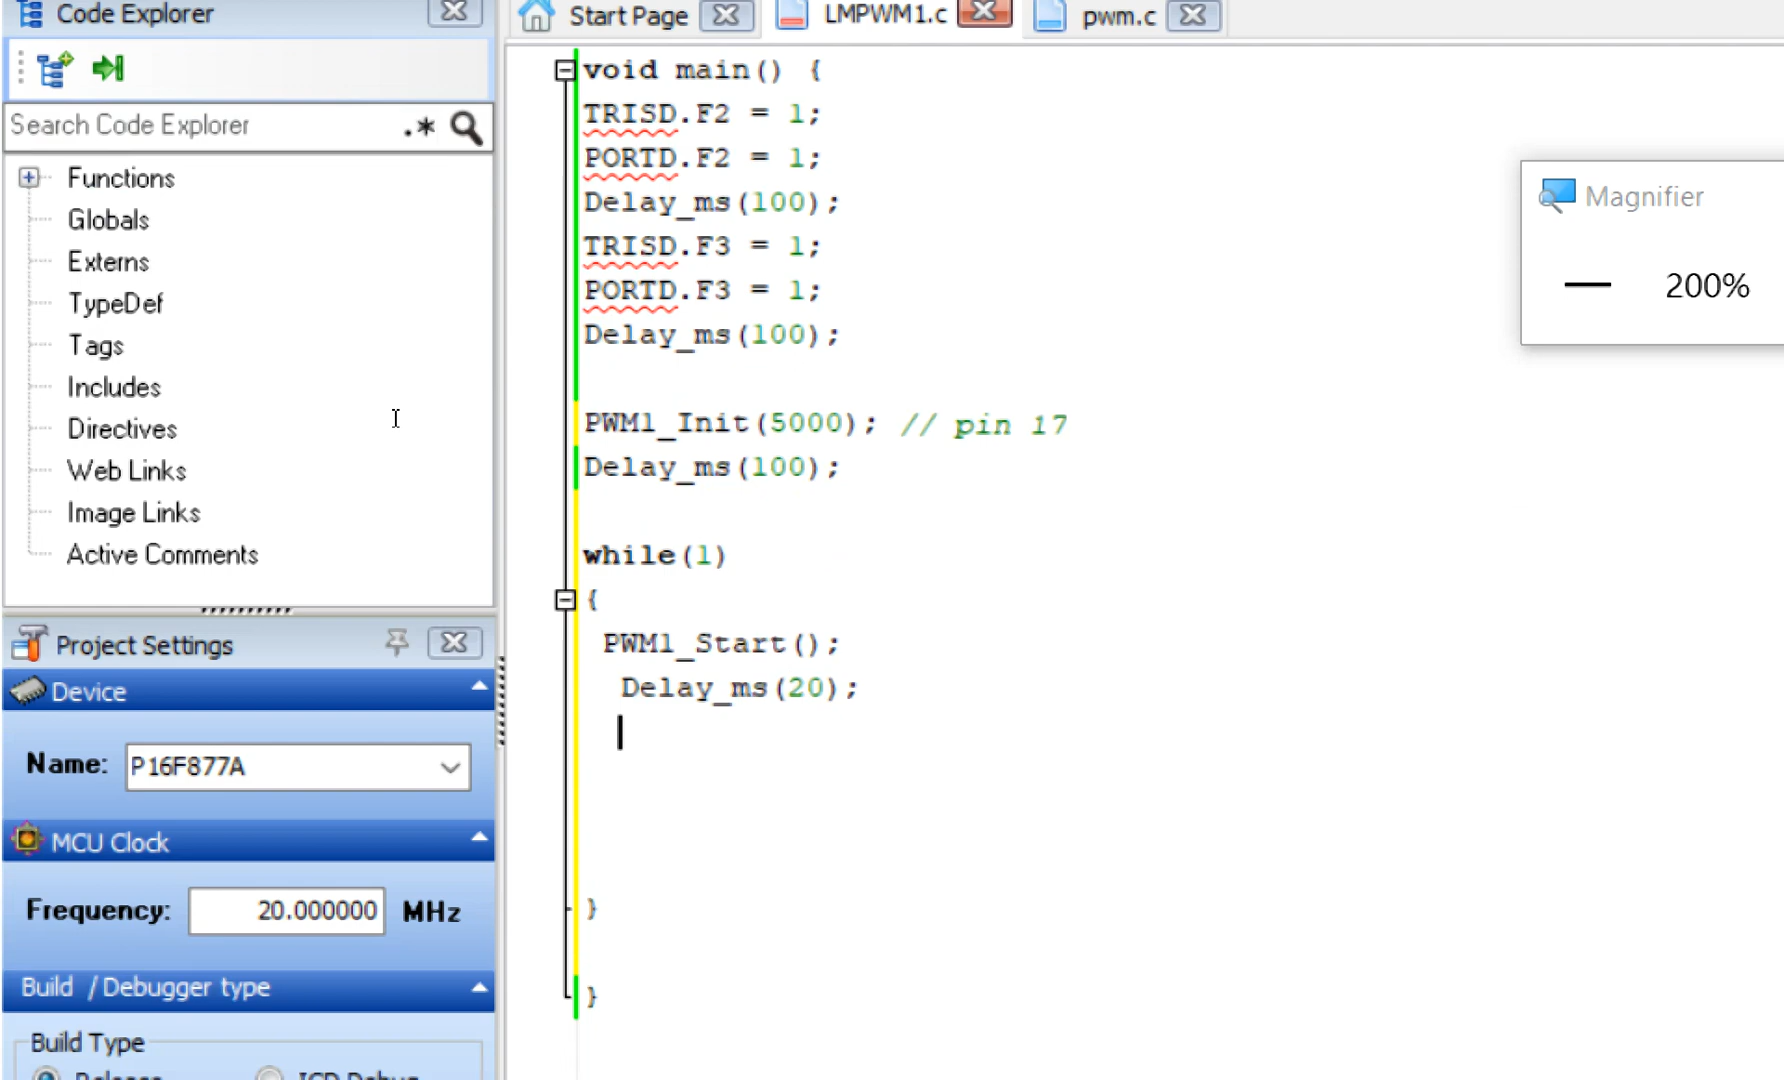 Code Explorer
Start Page
LMPWM1.c
pwm.c
Search Code Explorer
.*
Functions
Globals
Externs
TypeDef
Tags
Includes
Directives
Web Links
Image Links
Active Comments
Project Settings
Device
Name: P16F877A
MCU Clock
Frequency: 20.000000 MHz
Build / Debugger type
Build Type
Release ICD Debug
void main() {
TRISD.F2 = 1;
PORTD.F2 = 1;
Delay_ms(100);
TRISD.F3 = 1;
PORTD.F3 = 1;
Delay_ms(100);
PWM1_Init(5000); // pin 17
Delay_ms(100);
while(1)
{
PWM1_Start();
Delay_ms(20);
}
}
Magnifier
200%